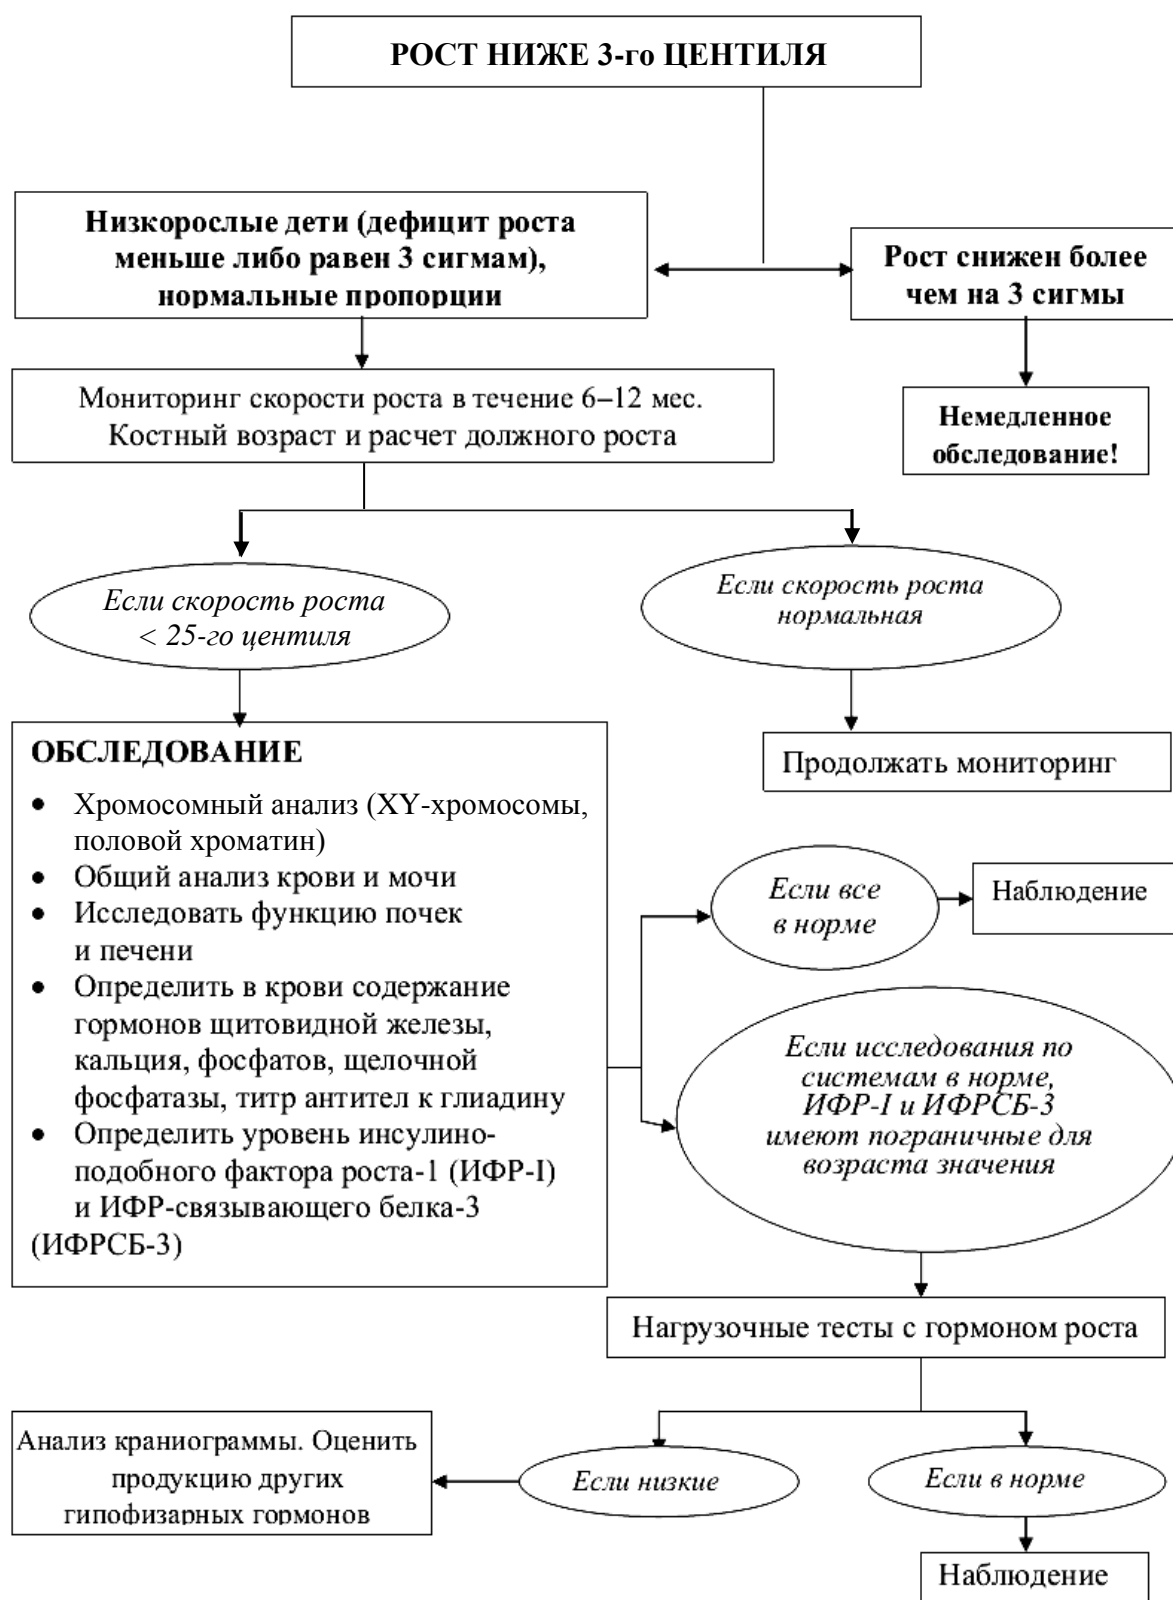 РОСТ НИЖЕ 3-го ЦЕНТИЛЯ
Низкорослые дети (дефицит роста
меньше либо равен 3 сигмам),
нормальные пропорции
Рост снижен более
чем на 3 сигмы
Мониторинг скорости роста в течение 6–12 мес.
Костный возраст и расчет должного роста
Немедленное
обследование!
Если скорость роста
< 25-го центиля
Если скорость роста
нормальная
ОБСЛЕДОВАНИЕ
• Хромосомный анализ (XY-хромосомы,
половой хроматин)
• Общий анализ крови и мочи
• Исследовать функцию почек
и печени
• Определить в крови содержание
гормонов щитовидной железы,
кальция, фосфатов, щелочной
фосфатазы, титр антител к глиадину
• Определить уровень инсулино-
подобного фактора роста-1 (ИФР-I)
и ИФР-связывающего белка-3
(ИФРСБ-3)
Продолжать мониторинг
Если все
в норме
Наблюдение
Если исследования по
системам в норме,
ИФР-I и ИФРСБ-3
имеют пограничные для
возраста значения
Нагрузочные тесты с гормоном роста
Анализ краниограммы. Оценить
продукцию других
гипофизарных гормонов
Если низкие
Если в норме
Наблюдение